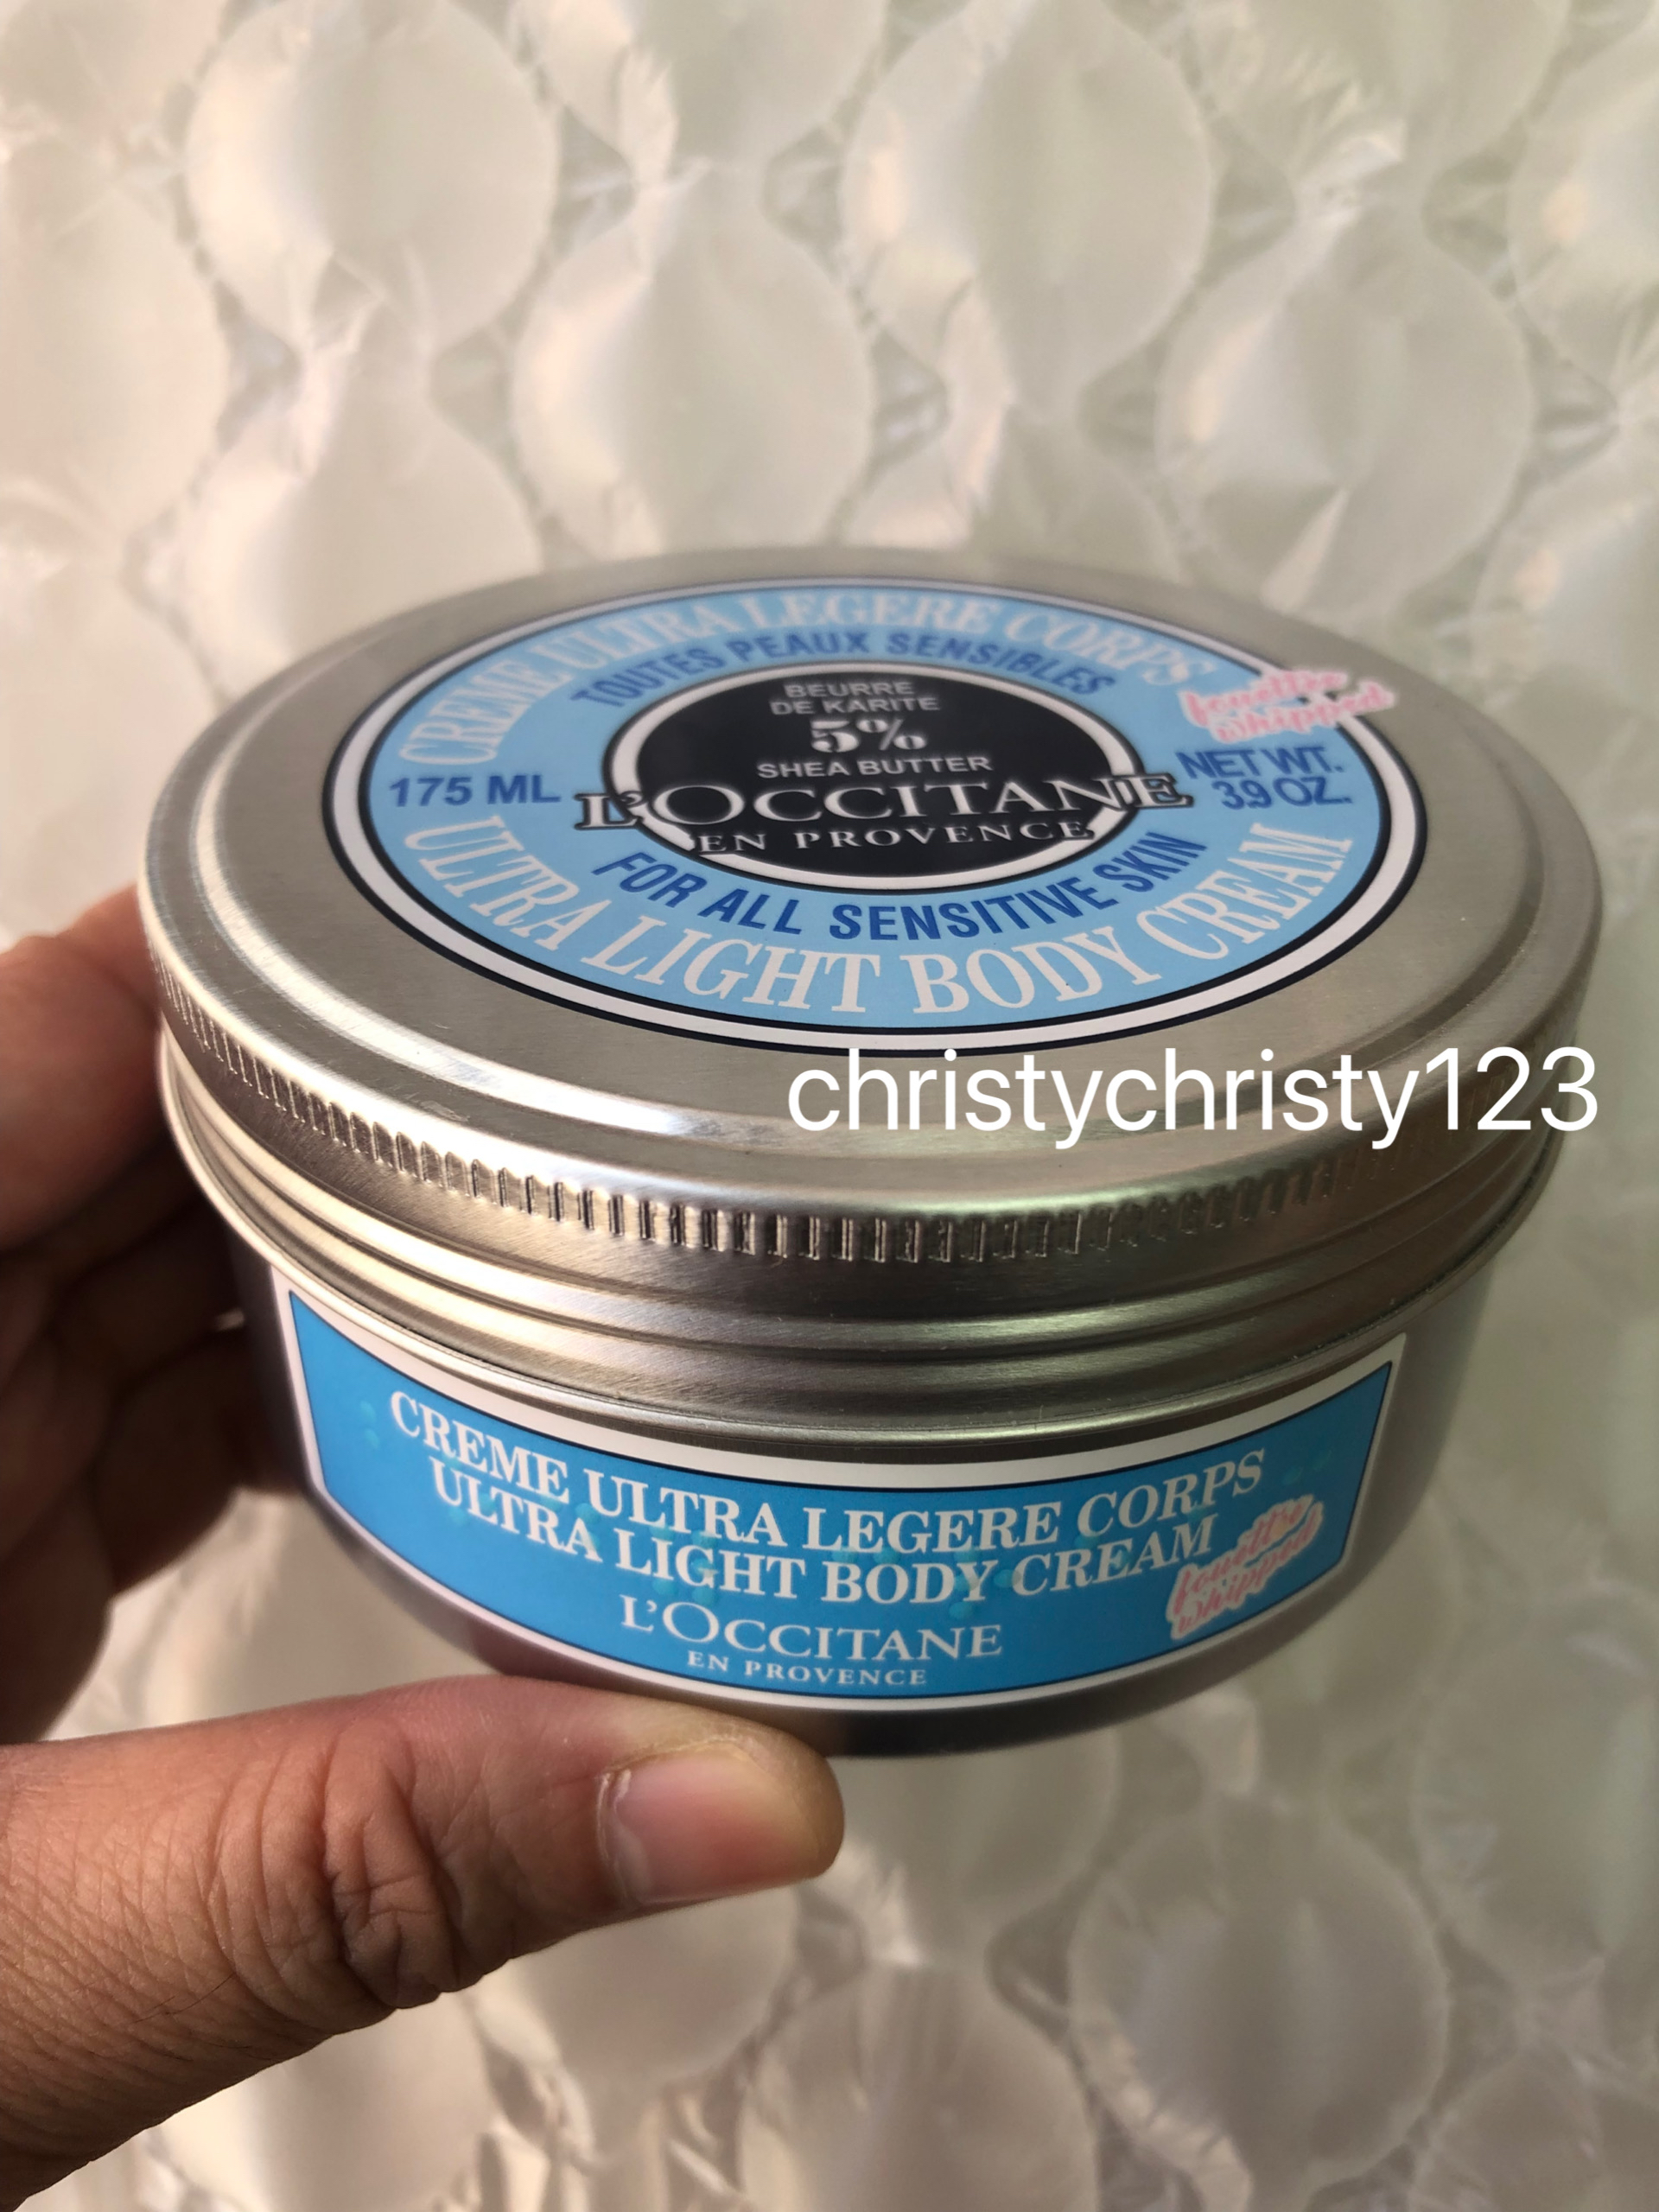 CREME ULTRA LEGERE CORPS
TOUTES PEAUX SENSIBLES
fouettée
whipped
BEURRE
DE KARITE
5%
SHEA BUTTER
175 ML
NET WT.
3.9 OZ.
L'OCCITANE
EN PROVENCE
FOR ALL SENSITIVE SKIN
ULTRA LIGHT BODY CREAM
christychristy123
CREME ULTRA LEGERE CORPS
ULTRA LIGHT BODY CREAM
fouettée
whipped
L'OCCITANE
EN PROVENCE